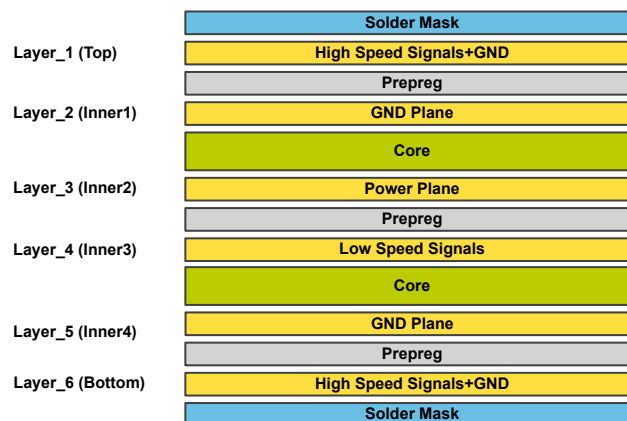 Solder Mask
Layer_1 (Top) High Speed Signals+GND
Prepreg
Layer_2 (Inner1) GND Plane
Core
Layer_3 (Inner2) Power Plane
Prepreg
Layer_4 (Inner3) Low Speed Signals
Core
Layer_5 (Inner4) GND Plane
Prepreg
Layer_6 (Bottom) High Speed Signals+GND
Solder Mask